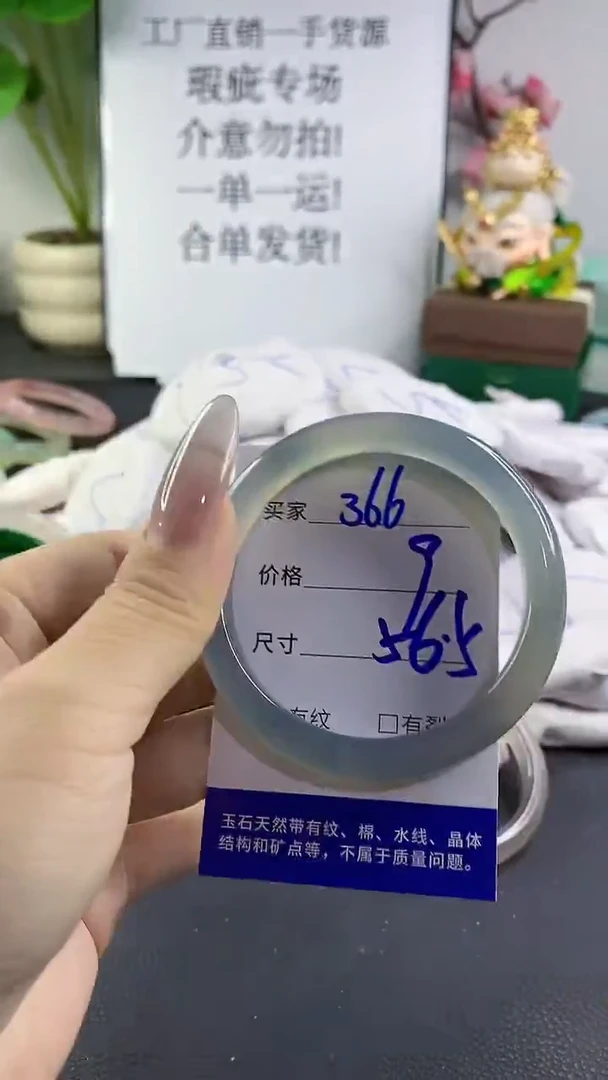 工厂直销一手货源
瑕疵专场
介意勿拍!
一单一运!
合单发货!
买家 366
价格 9
尺寸 56.5
有纹 □有裂
玉石天然带有纹、棉、水线、晶体
结构和矿点等，不属于质量问题。